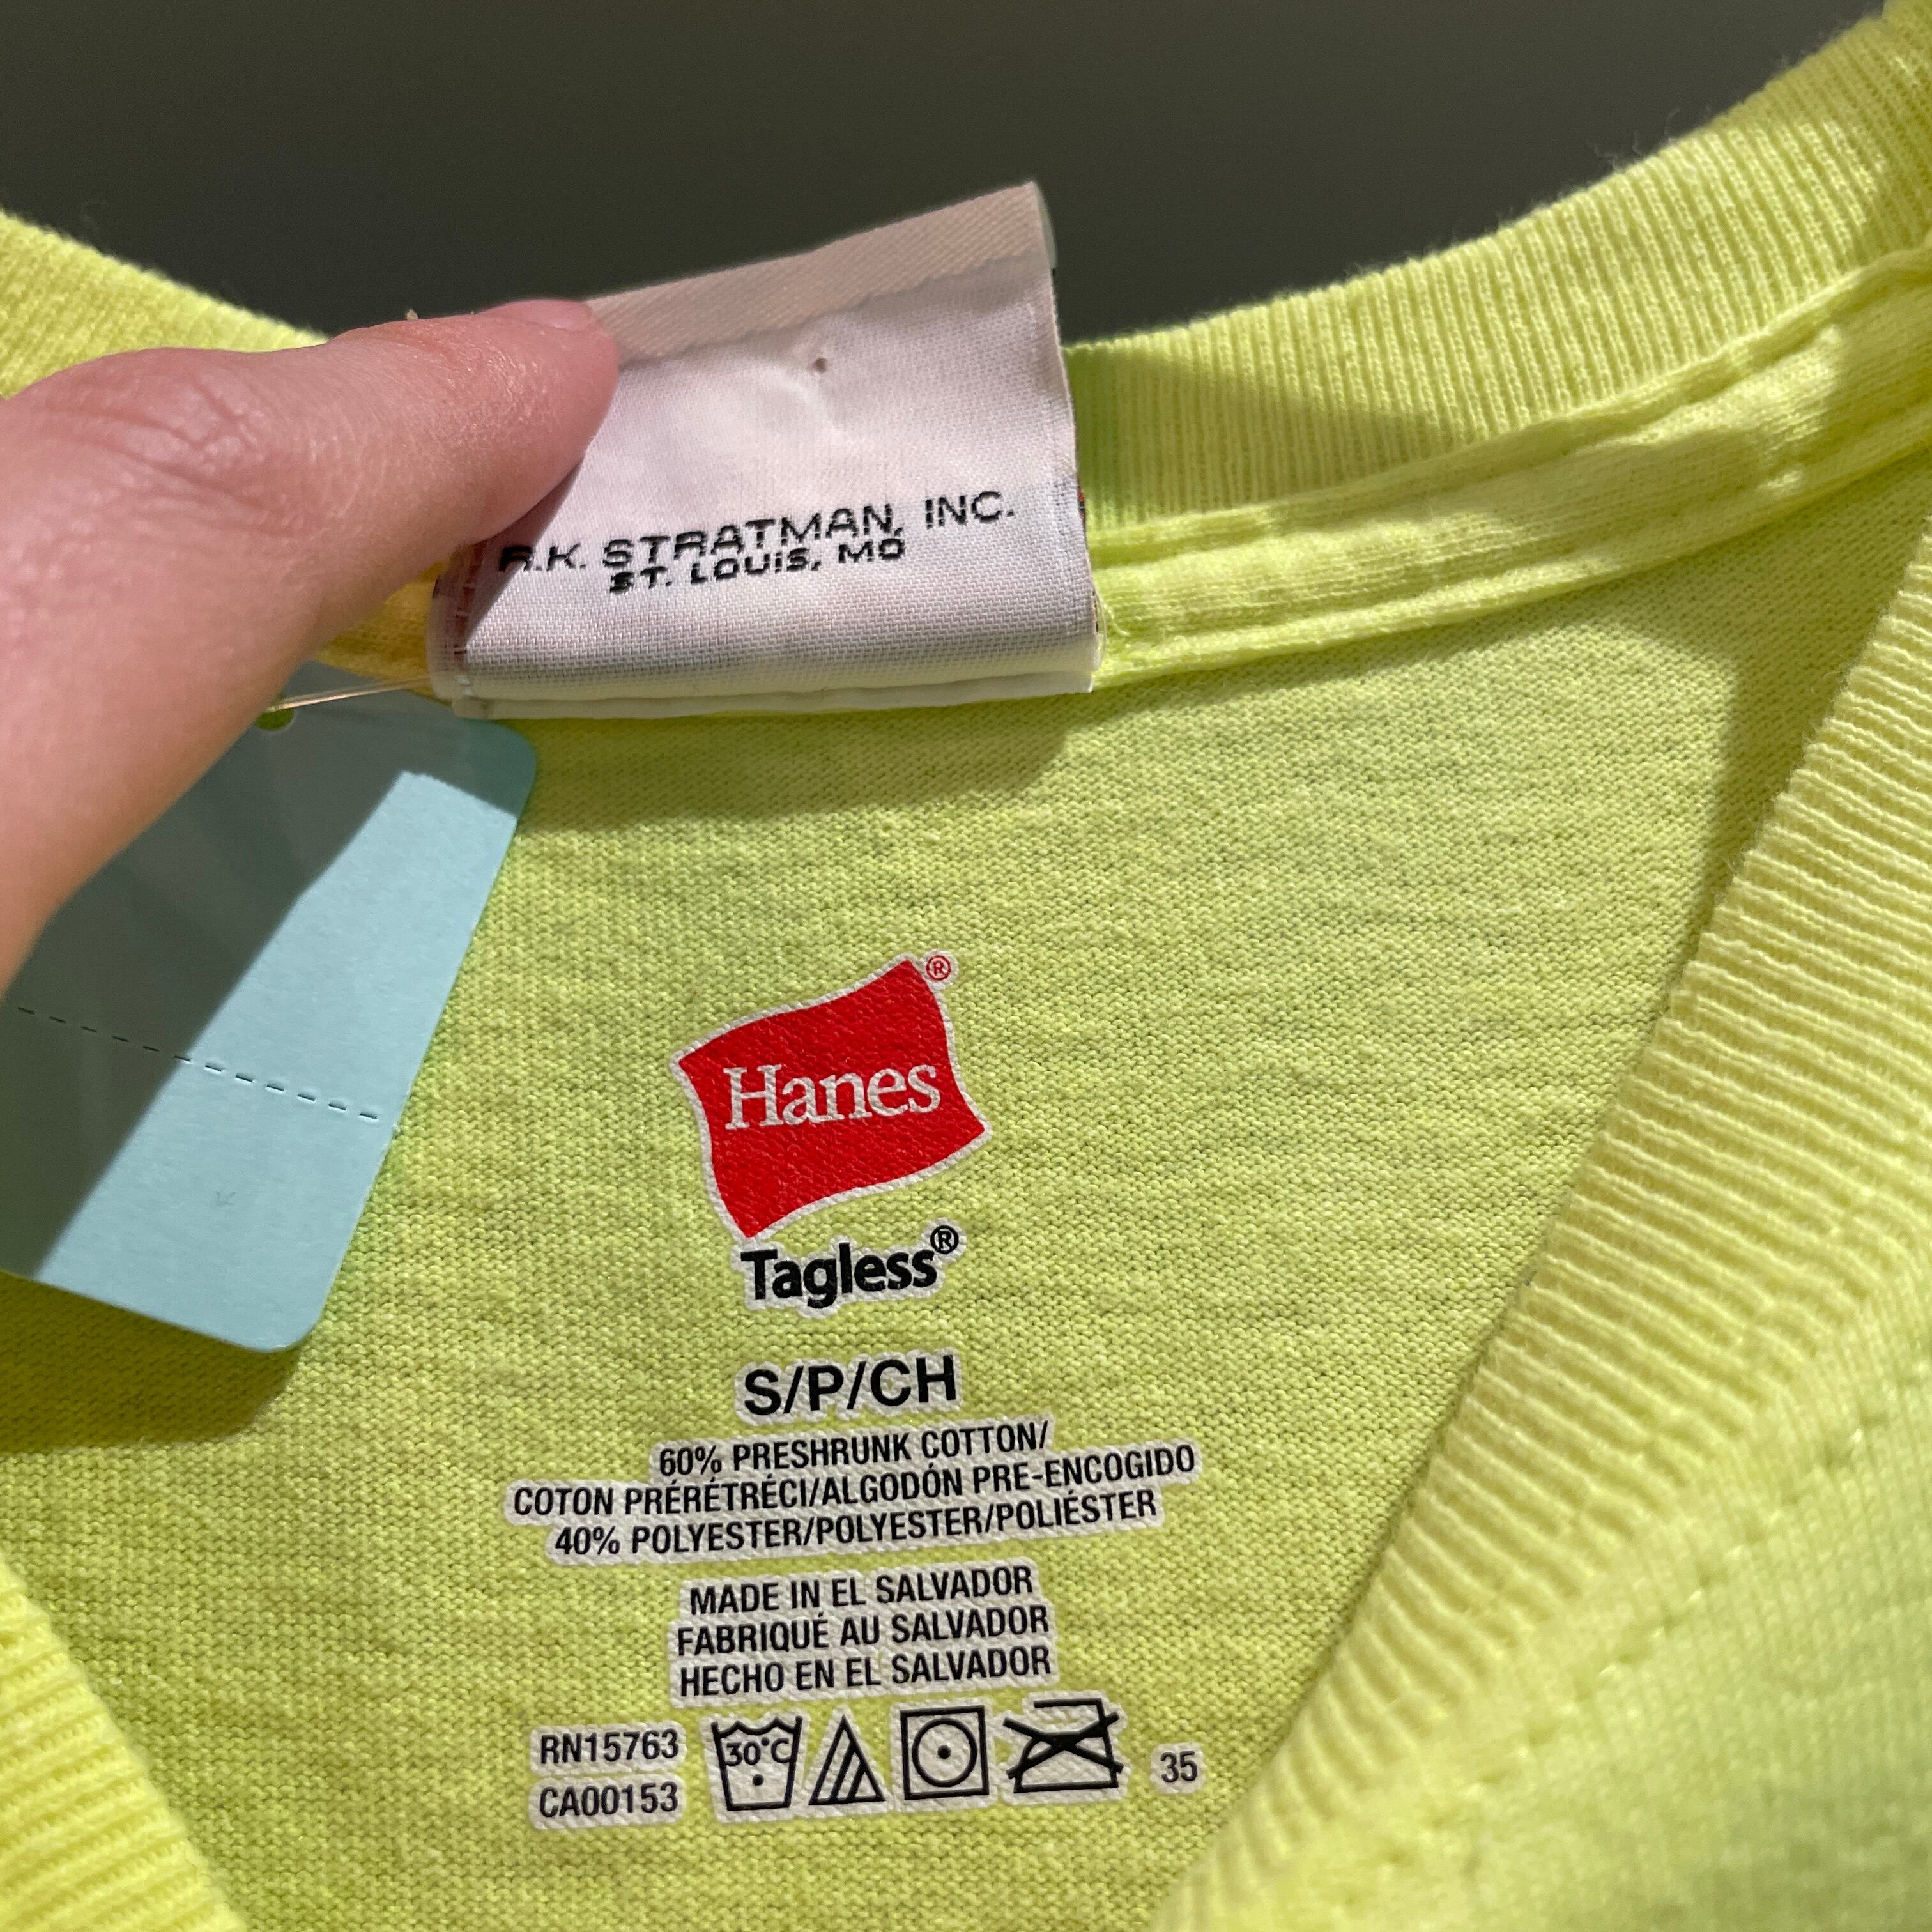 R.K. STRATMAN, INC.
ST. LOUIS, MO
Hanes®
Tagless®
S/P/CH
60% PRESHRUNK COTTON/
COTON PRÉRÉTRÉCI/ALGODÓN PRE-ENCOGIDO
40% POLYESTER/POLYESTER/POLIÉSTER
MADE IN EL SALVADOR
FABRIQUÉ AU SALVADOR
HECHO EN EL SALVADOR
RN15763
CA00153
30°C
35